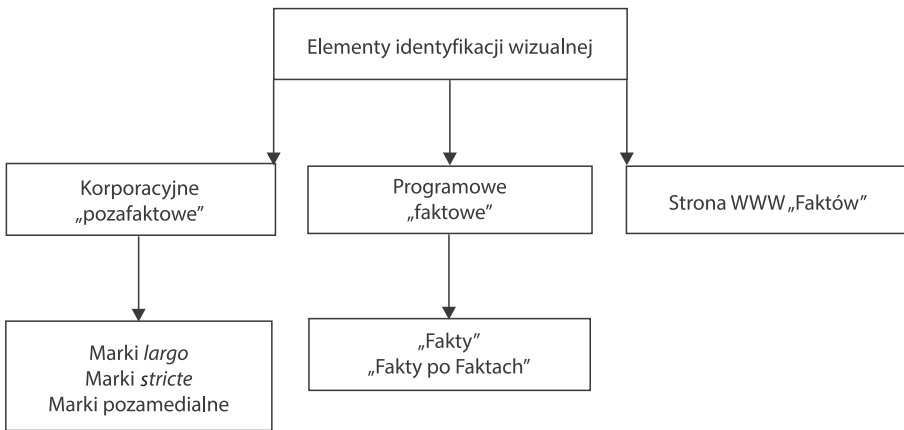 Elementy identyfikacji wizualnej
Korporacyjne
„pozafaktowe”
Programowe
„faktowe”
Strona WWW „Faktów”
Marki largo
Marki stricte
Marki pozamedialne
„Fakty”
„Fakty po Faktach”